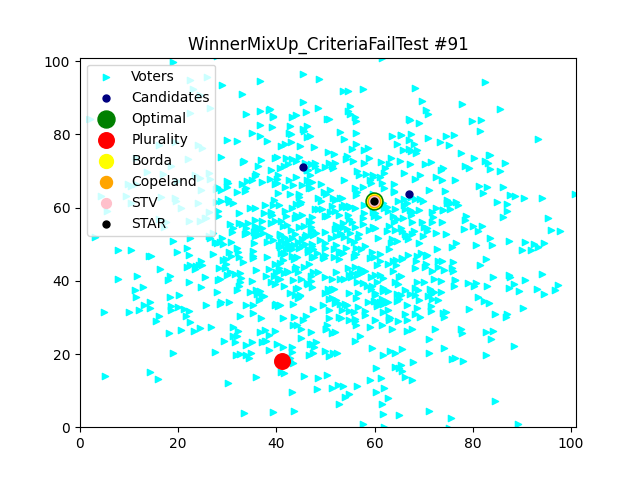 WinnerMixUp_CriteriaFailTest #91
100
80
60
40
20
0
0
20
40
60
80
100
Voters
Candidates
Optimal
Plurality
Borda
Copeland
STV
STAR